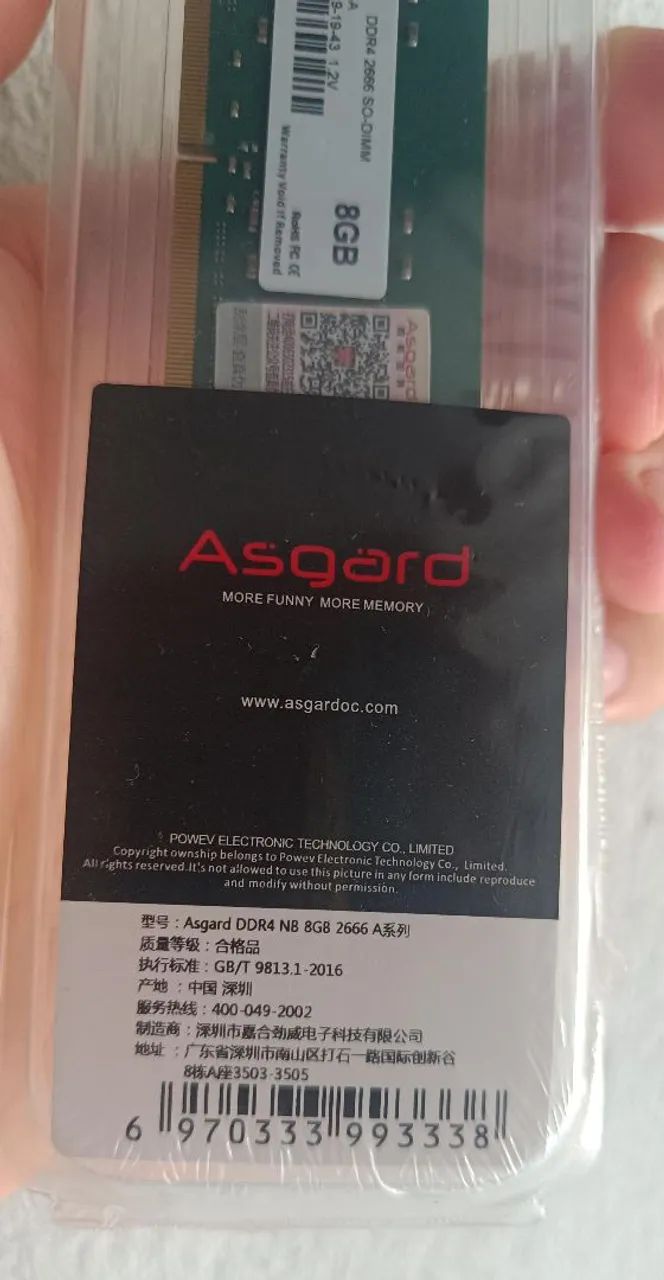 DDR4 2666 SO-DIMM
9-19-43 1.2V
8GB
Warranty Void If Removed
RoHS FC CE
Asgard
Asgard
MORE FUNNY MORE MEMORY
www.asgardoc.com
POWEV ELECTRONIC TECHNOLOGY CO., LIMITED
Copyright ownship belongs to Powev Electronic Technology Co., Limited.
All rights reserved.It's not allowed to use this picture in any form include reproduce
and modify without permission.
型号：Asgard DDR4 NB 8GB 2666 A系列
质量等级：合格品
执行标准：GB/T 9813.1-2016
产地 ：中国 深圳
服务热线：400-049-2002
制造商：深圳市嘉合劲威电子科技有限公司
地址 ：广东省深圳市南山区打石一路国际创新谷
8栋A座3503-3505
6 970333 993338